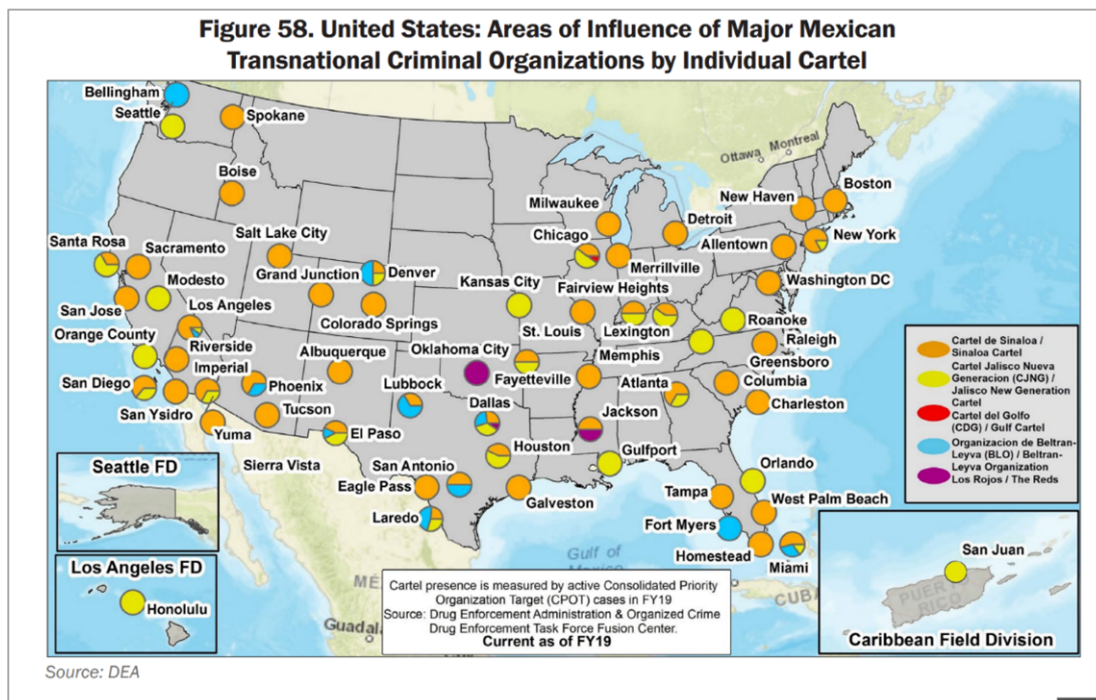 Figure 58. United States: Areas of Influence of Major Mexican
Transnational Criminal Organizations by Individual Cartel
Bellingham
Seattle
Spokane
Boise
Ottawa
Montreal
Boston
New Haven
Milwaukee
Detroit
Chicago
Allentown
New York
Merrillville
Santa Rosa
Sacramento
Salt Lake City
Modesto
Grand Junction
Denver
Kansas City
Fairview Heights
Washington DC
San Jose
Los Angeles
Colorado Springs
St. Louis
Lexington
Roanoke
Orange County
Riverside
Albuquerque
Oklahoma City
Memphis
Raleigh
Imperial
Fayetteville
Greensboro
San Diego
Phoenix
Lubbock
Atlanta
Columbia
San Ysidro
Tucson
Dallas
Jackson
Charleston
Yuma
El Paso
Houston
Gulfport
Sierra Vista
San Antonio
Orlando
Eagle Pass
Galveston
Tampa
West Palm Beach
Laredo
Fort Myers
Homestead
Miami
Gulf of
Mexico
CUBA
Guadala
Cartel de Sinaloa /
Sinaloa Cartel
Cartel Jalisco Nueva
Generacion (CJNG) /
Jalisco New Generation
Cartel
Cartel del Golfo
(CDG) / Gulf Cartel
Organizacion de Beltran-
Leyva (BLO) / Beltran-
Leyva Organization
Los Rojos / The Reds
Seattle FD
Los Angeles FD
Honolulu
Cartel presence is measured by active Consolidated Priority
Organization Target (CPOT) cases in FY19
Source: Drug Enforcement Administration & Organized Crime
Drug Enforcement Task Force Fusion Center.
Current as of FY19
San Juan
PUERTO
RICO
Caribbean Field Division
Source: DEA